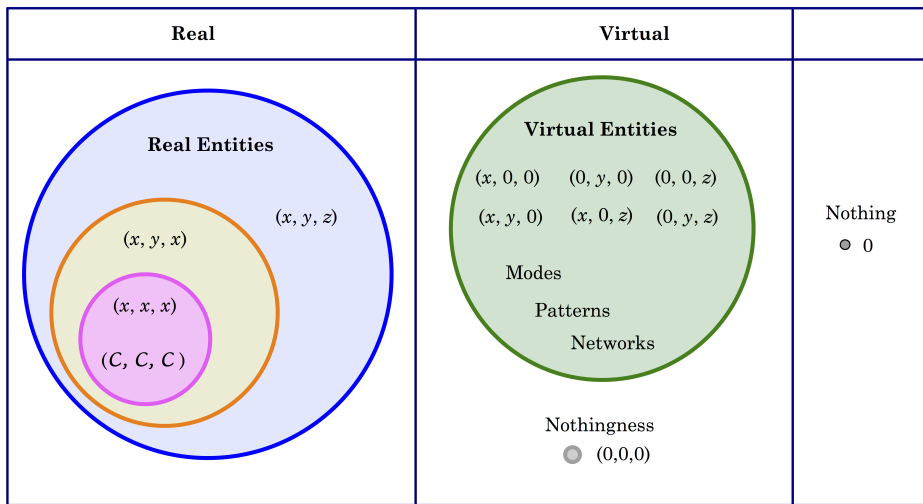 Real
Virtual
Real Entities
(x, y, z)
(x, y, x)
(x, x, x)
(C, C, C )
Virtual Entities
(x, 0, 0) (0, y, 0) (0, 0, z)
(x, y, 0) (x, 0, z) (0, y, z)
Modes
Patterns
Networks
Nothingness
(0,0,0)
Nothing
0